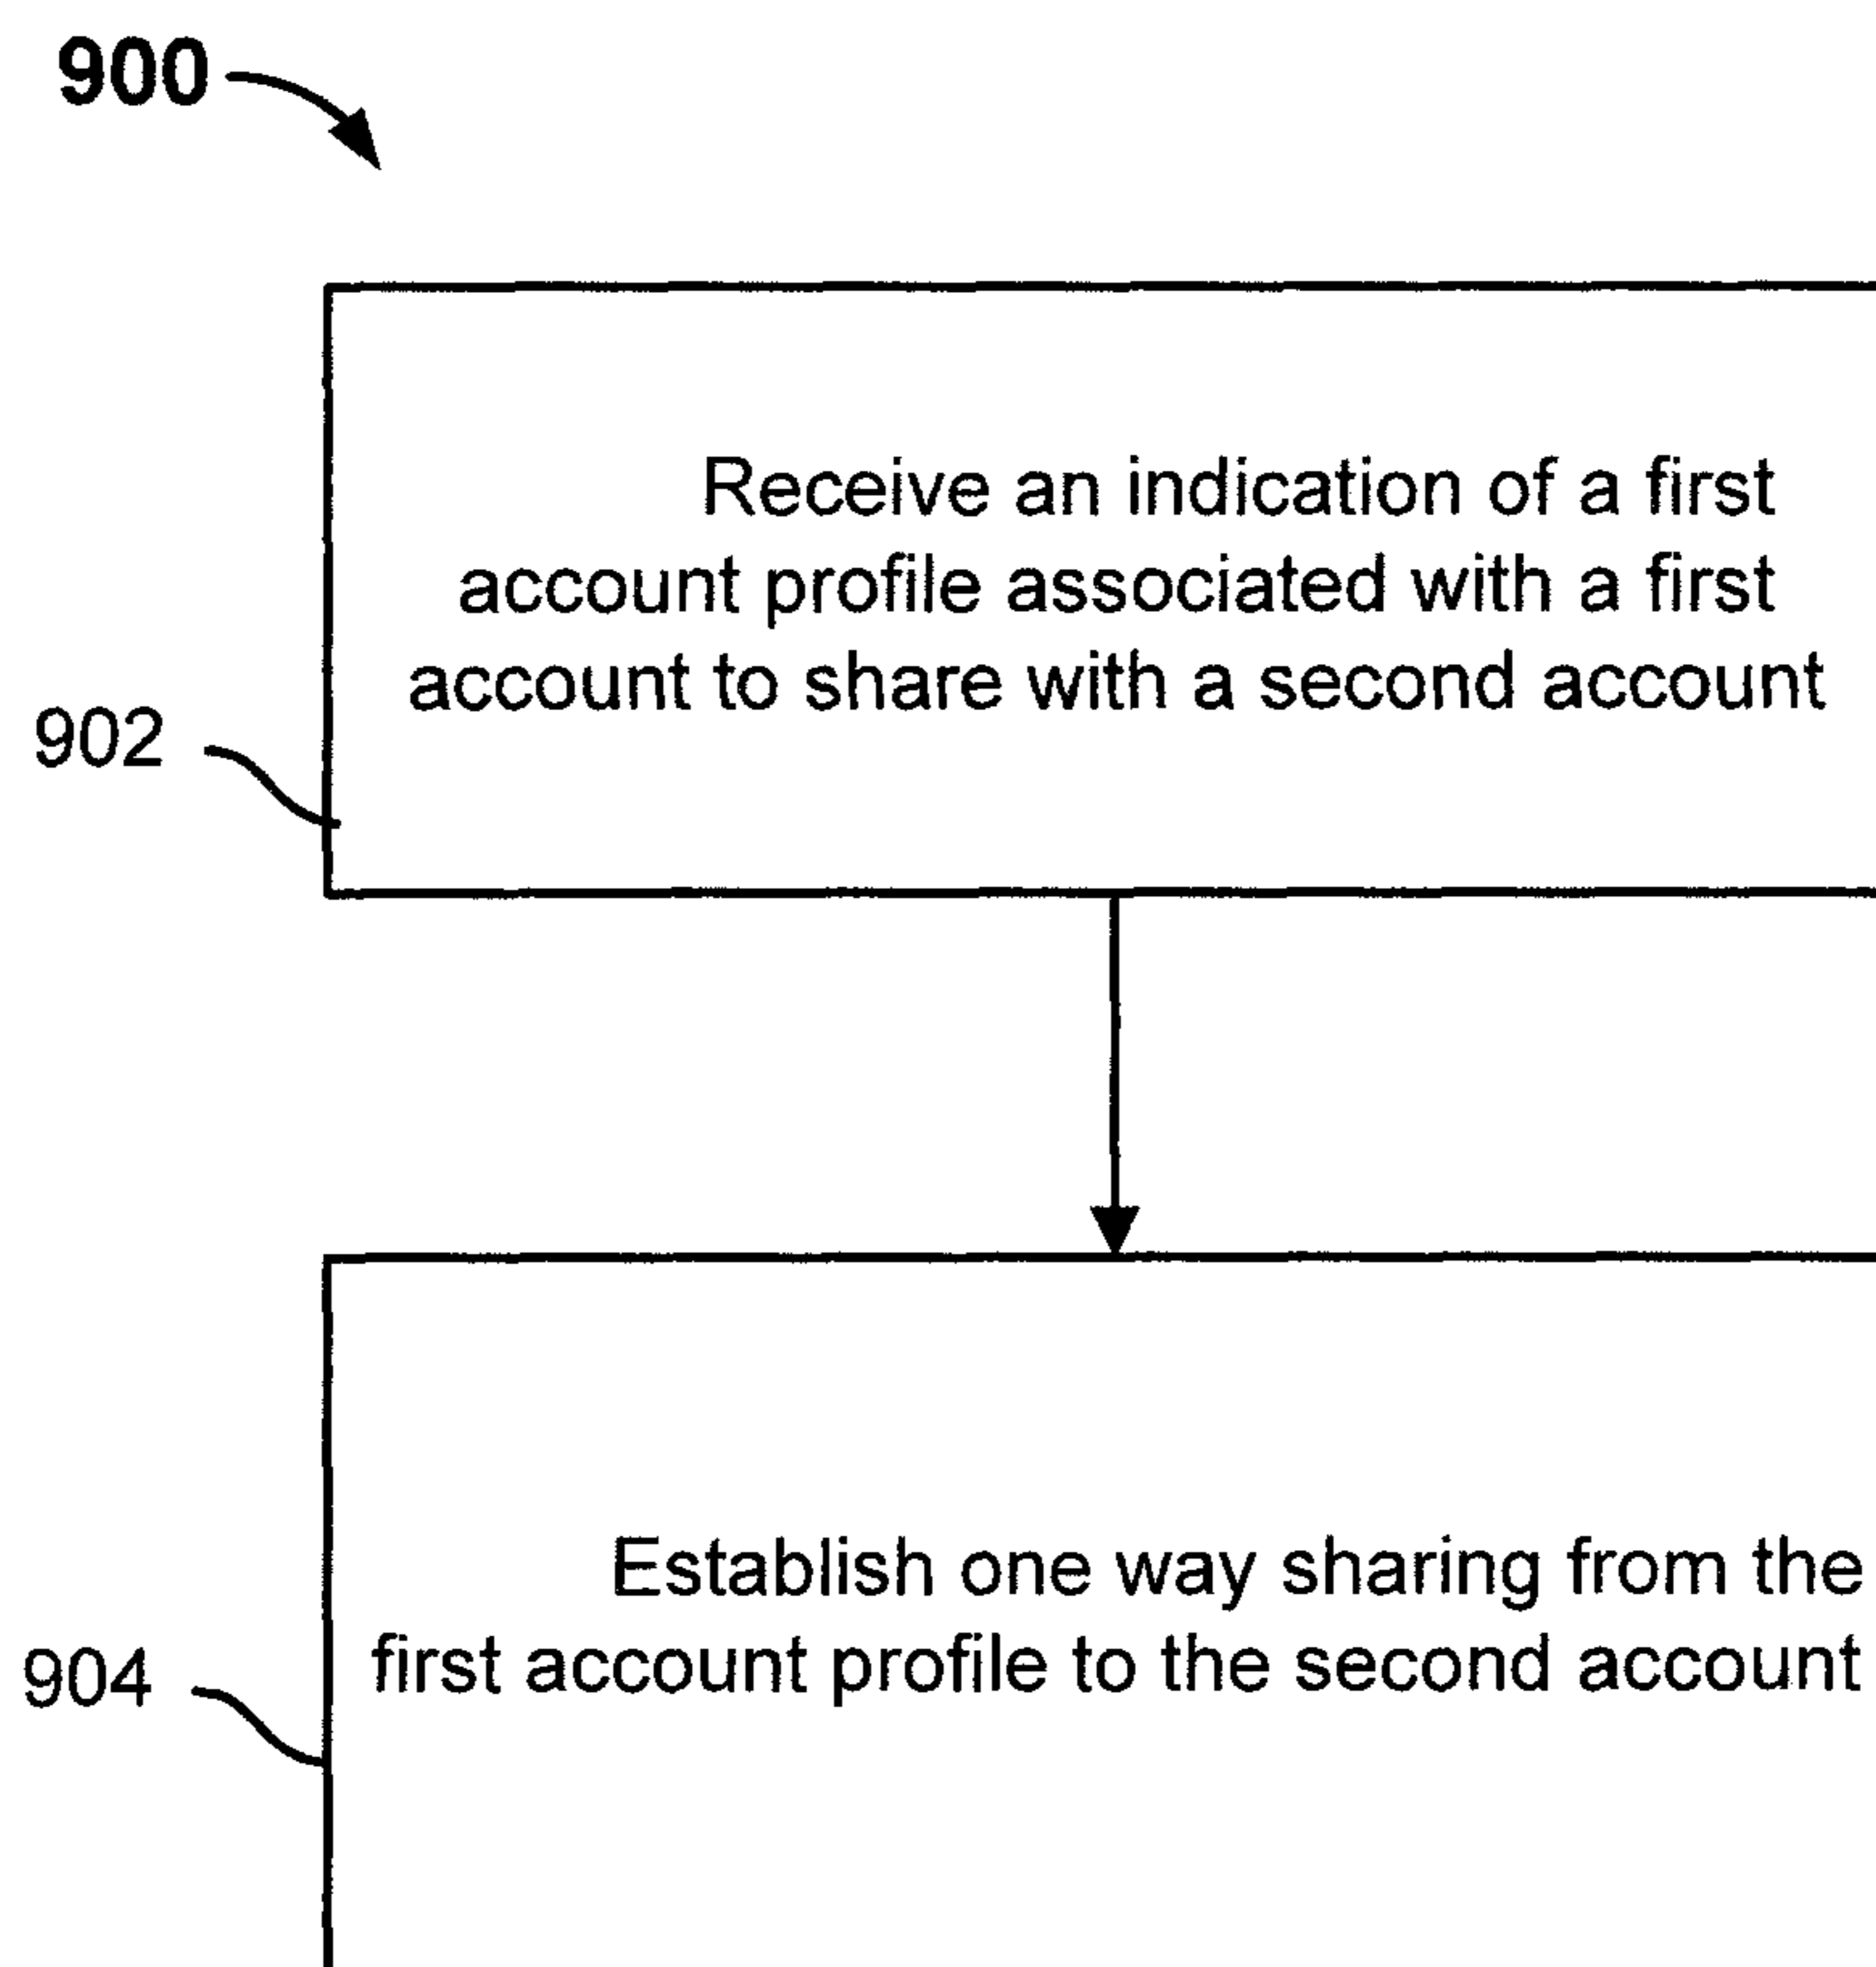 900
Receive an indication of a first
account profile associated with a first
account to share with a second account
902
Establish one way sharing from the
first account profile to the second account
904